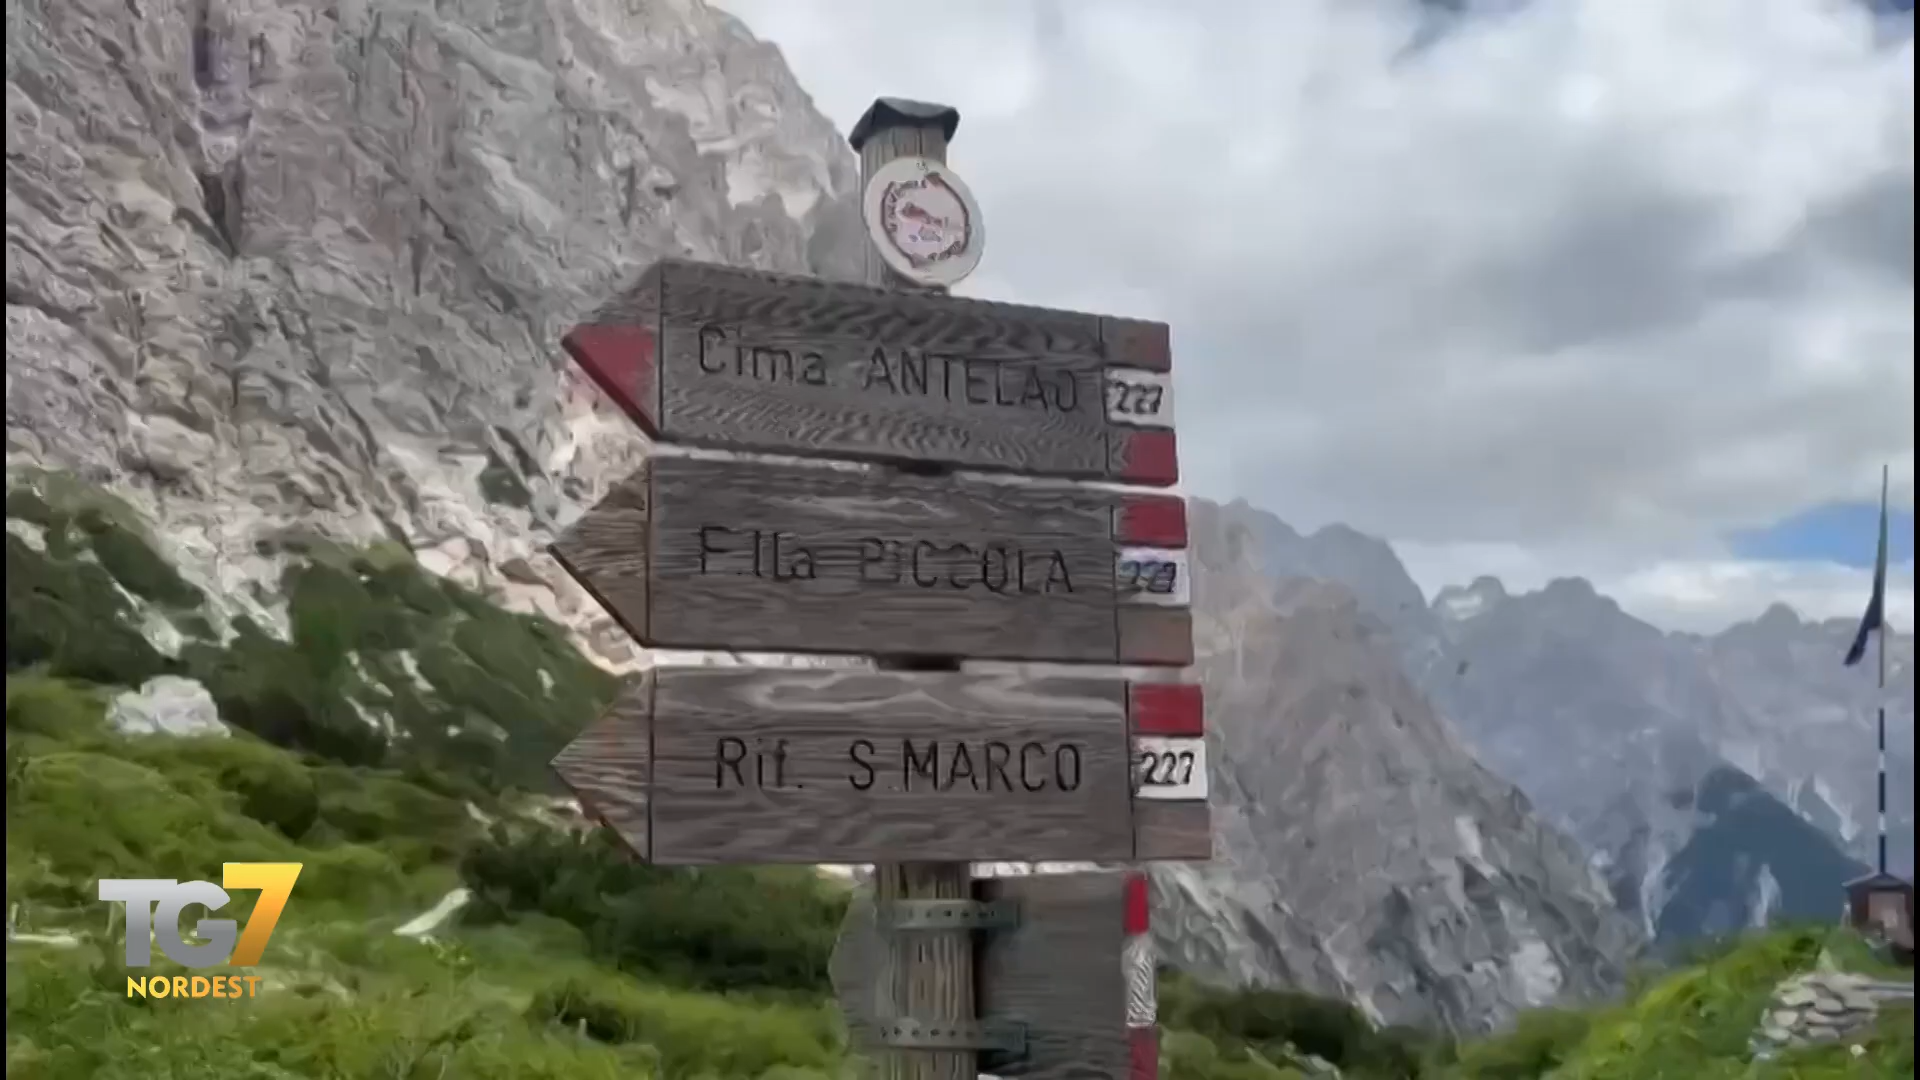 Cima ANTELAO
227
F.lla PICCOLA
227
Rif. S.MARCO
227
TG7
NORDEST